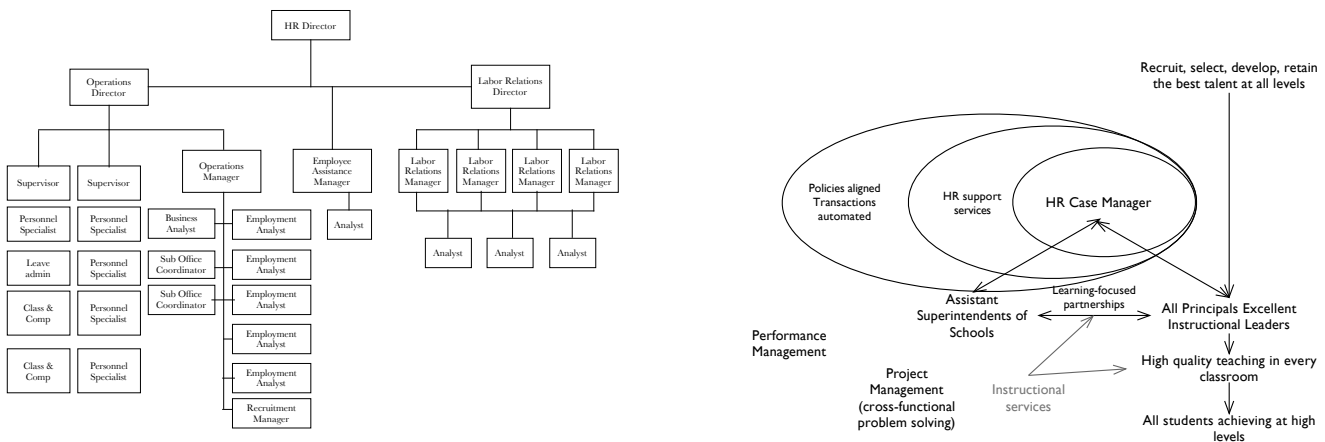 HR Director
Operations
Director
Labor Relations
Director
Supervisor
Supervisor
Operations
Manager
Employee
Assistance
Manager
Labor
Relations
Manager
Labor
Relations
Manager
Labor
Relations
Manager
Labor
Relations
Manager
Personnel
Specialist
Personnel
Specialist
Business
Analyst
Employment
Analyst
Analyst
Leave
admin
Personnel
Specialist
Sub Office
Coordinator
Employment
Analyst
Analyst
Analyst
Analyst
Class &
Comp
Personnel
Specialist
Sub Office
Coordinator
Employment
Analyst
Employment
Analyst
Class &
Comp
Personnel
Specialist
Employment
Analyst
Recruitment
Manager
Recruit, select, develop, retain
the best talent at all levels
Policies aligned
Transactions
automated
HR support
services
HR Case Manager
Assistant
Superintendents of
Schools
Learning-focused
partnerships
All Principals Excellent
Instructional Leaders
Performance
Management
High quality teaching in every
classroom
Project
Management
(cross-functional
problem solving)
Instructional
services
All students achieving at high
levels